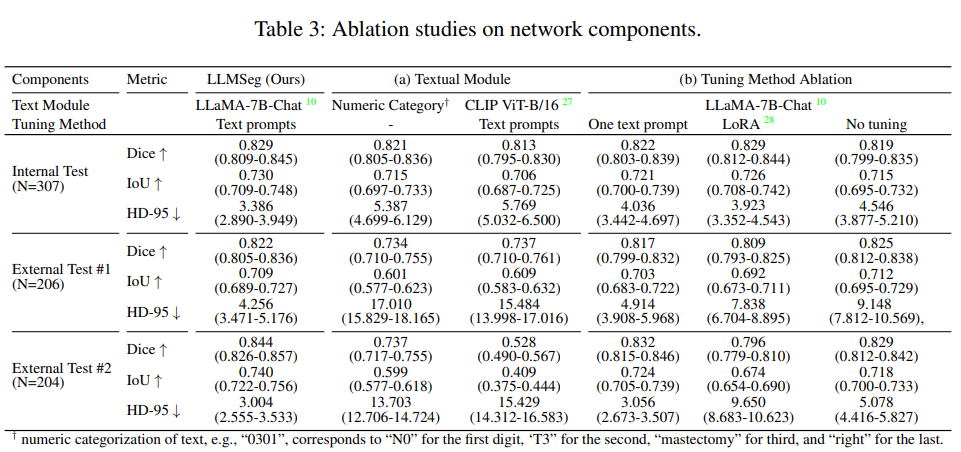 Table 3: Ablation studies on network components.
Components Metric LLMSeg (Ours) (a) Textual Module (b) Tuning Method Ablation
Text Module LLaMA-7B-Chat 10 Numeric Category† CLIP ViT-B/16 27 LLaMA-7B-Chat 10
Tuning Method Text prompts - Text prompts One text prompt LoRA 28 No tuning
Internal Test (N=307)
Dice ↑ 0.829 0.821 0.813 0.822 0.829 0.819
(0.809-0.845) (0.805-0.836) (0.795-0.830) (0.803-0.839) (0.812-0.844) (0.799-0.835)
IoU ↑ 0.730 0.715 0.706 0.721 0.726 0.715
(0.709-0.748) (0.697-0.733) (0.687-0.725) (0.700-0.739) (0.708-0.742) (0.695-0.732)
HD-95 ↓ 3.386 5.387 5.769 4.036 3.923 4.546
(2.890-3.949) (4.699-6.129) (5.032-6.500) (3.442-4.697) (3.352-4.543) (3.877-5.210)
External Test #1 (N=206)
Dice ↑ 0.822 0.734 0.737 0.817 0.809 0.825
(0.805-0.836) (0.710-0.755) (0.710-0.761) (0.799-0.832) (0.793-0.825) (0.812-0.838)
IoU ↑ 0.709 0.601 0.609 0.703 0.692 0.712
(0.689-0.727) (0.577-0.623) (0.583-0.632) (0.683-0.722) (0.673-0.711) (0.695-0.729)
HD-95 ↓ 4.256 17.010 15.484 4.914 7.838 9.148
(3.471-5.176) (15.829-18.165) (13.998-17.016) (3.908-5.968) (6.704-8.895) (7.812-10.569),
External Test #2 (N=204)
Dice ↑ 0.844 0.737 0.528 0.832 0.796 0.829
(0.826-0.857) (0.717-0.755) (0.490-0.567) (0.815-0.846) (0.779-0.810) (0.812-0.842)
IoU ↑ 0.740 0.599 0.409 0.724 0.674 0.718
(0.722-0.756) (0.577-0.618) (0.375-0.444) (0.705-0.739) (0.654-0.690) (0.700-0.733)
HD-95 ↓ 3.004 13.703 15.429 3.056 9.650 5.078
(2.555-3.533) (12.706-14.724) (14.312-16.583) (2.673-3.507) (8.683-10.623) (4.416-5.827)
† numeric categorization of text, e.g., “0301”, corresponds to “N0” for the first digit, ‘T3” for the second, “mastectomy” for third, and “right” for the last.